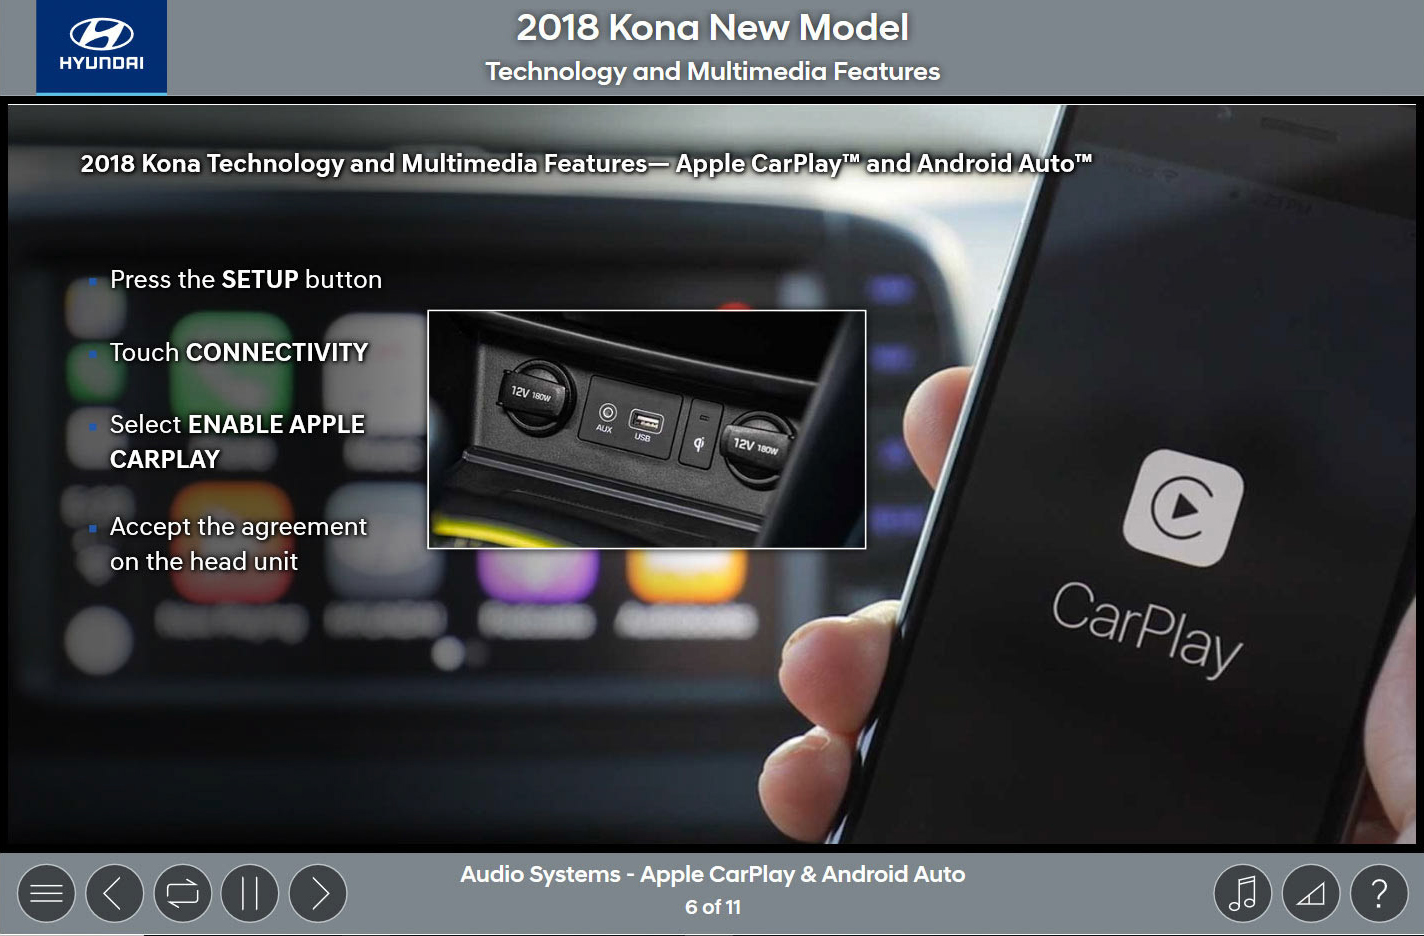 HYUNDAI
2018 Kona New Model
Technology and Multimedia Features
2018 Kona Technology and Multimedia Features— Apple CarPlay™ and Android Auto™
Press the SETUP button
Touch CONNECTIVITY
Select ENABLE APPLE
CARPLAY
Accept the agreement
on the head unit
12V 180W
AUX
USB
qi
12V 180W
CarPlay
Audio Systems - Apple CarPlay & Android Auto
6 of 11
?